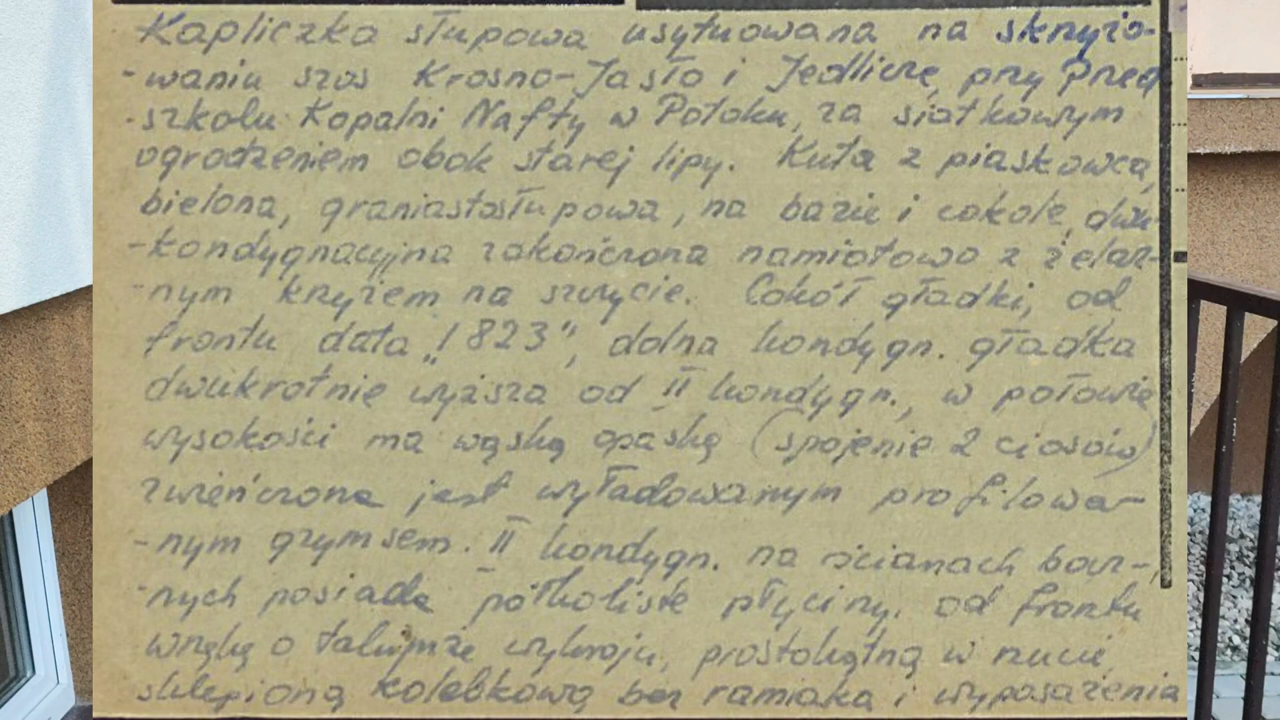 Kapliczka słupowa usytuowana na skrzyżo-
-waniu szos Krosno-Jasło i Jedlicze, przy Przed
-szkolu Kopalni Nafty w Potoku, za siatkowym
ogrodzeniem obok starej lipy. Kuta z piaskowca,
bielona, graniastosłupowa, na bazie i cokole, dwu-
-kondygnacyjna zakończona namiotowo z żelaz-
-nym krzyżem na szczycie. Cokół gładki, od
frontu data „1823", dolna kondygn. gładka
dwukrotnie wyższa od II kondygn., w połowie
wysokości ma wąską opaskę (spojenie 2 ciosów)
zwieńczona jest wyładowanym profilowa-
-nym gzymsem. II kondygn. na ścianach bocz-
-nych posiada półkoliste płyciny, od frontu
wnękę o takimże wykroju, prostokątną w rzucie,
sklepioną kolebkową bez ramiaka i wyposażenia